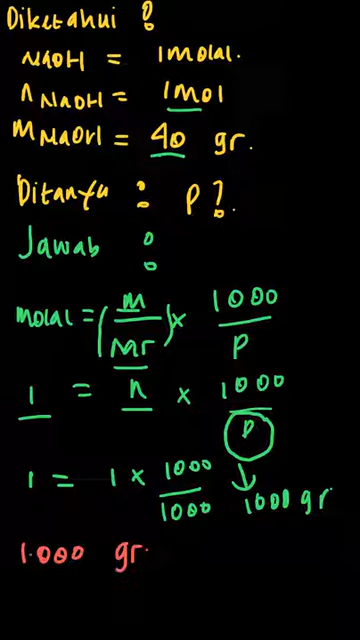 Diketahui :
NaOH = 1 molal.
n NaOH = 1 mol
m NaOH = 40 gr.
Ditanya : P ?.
Jawab :
molal = (m/Mr) × 1000/P
1 = n × 1000/P
1 = 1 × 1000/1000 ↓ 1000 gr
1.000 gr.